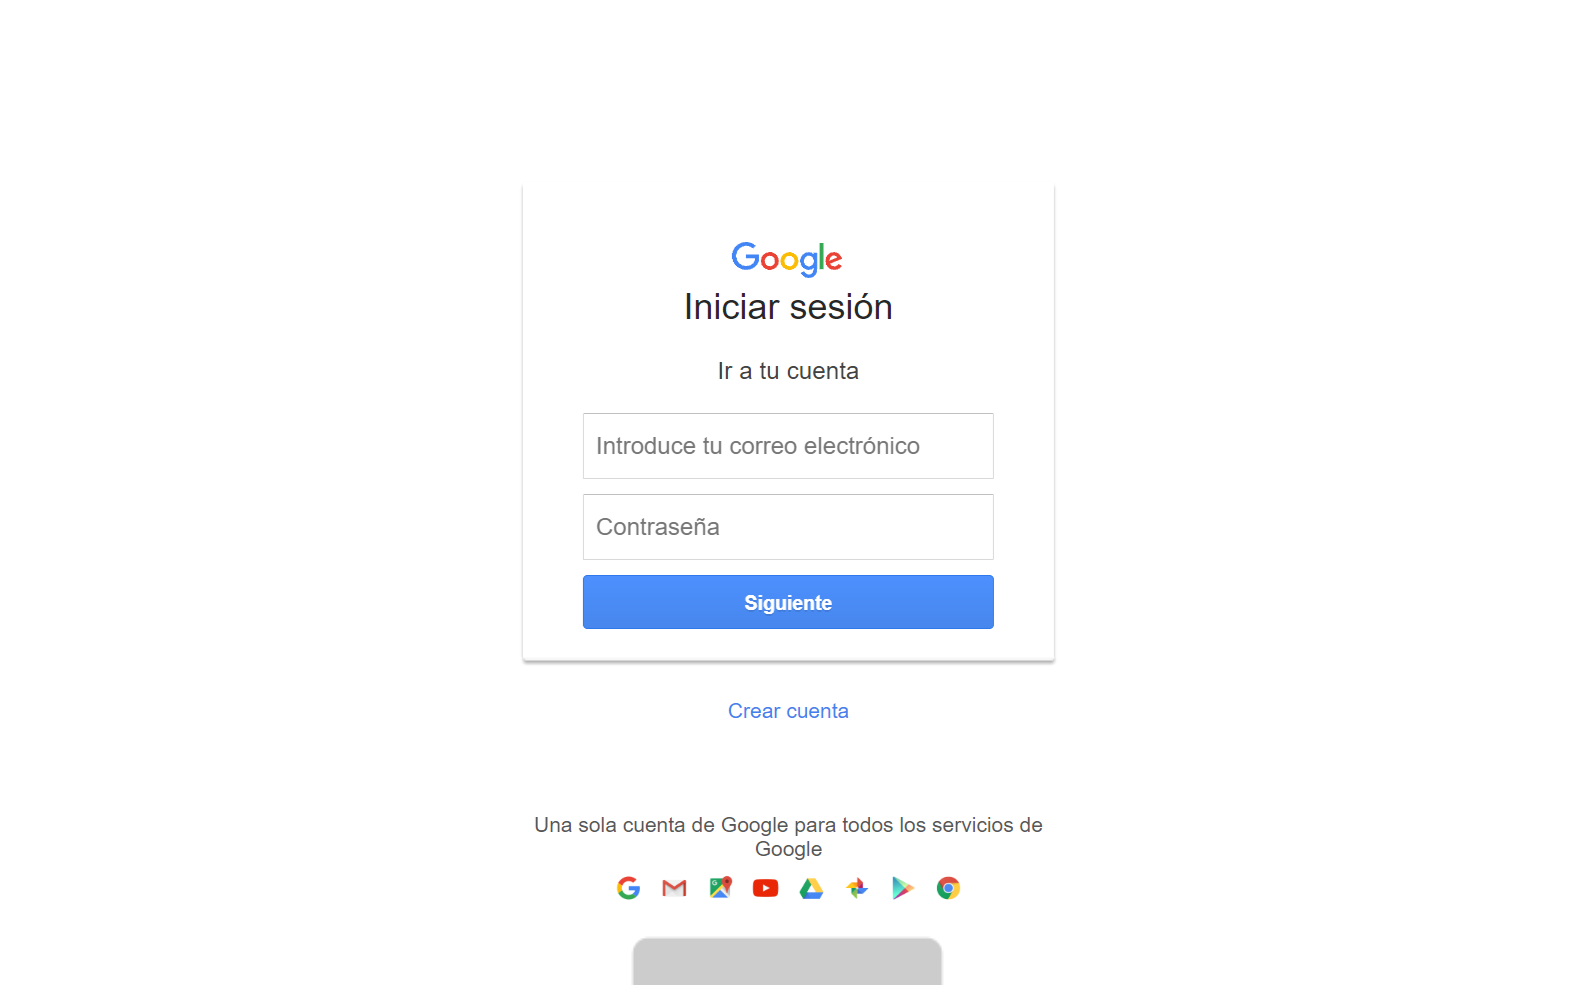 Google
Iniciar sesión
Ir a tu cuenta
Introduce tu correo electrónico
Contraseña
Siguiente
Crear cuenta
Una sola cuenta de Google para todos los servicios de
Google